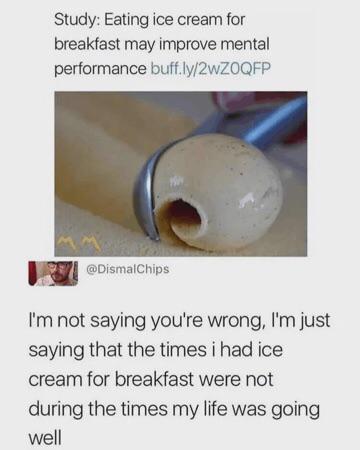 Study: Eating ice cream for
breakfast may improve mental
performance buff.ly/2wZ0QFP
@DismalChips
I'm not saying you're wrong, I'm just
saying that the times i had ice
cream for breakfast were not
during the times my life was going
well